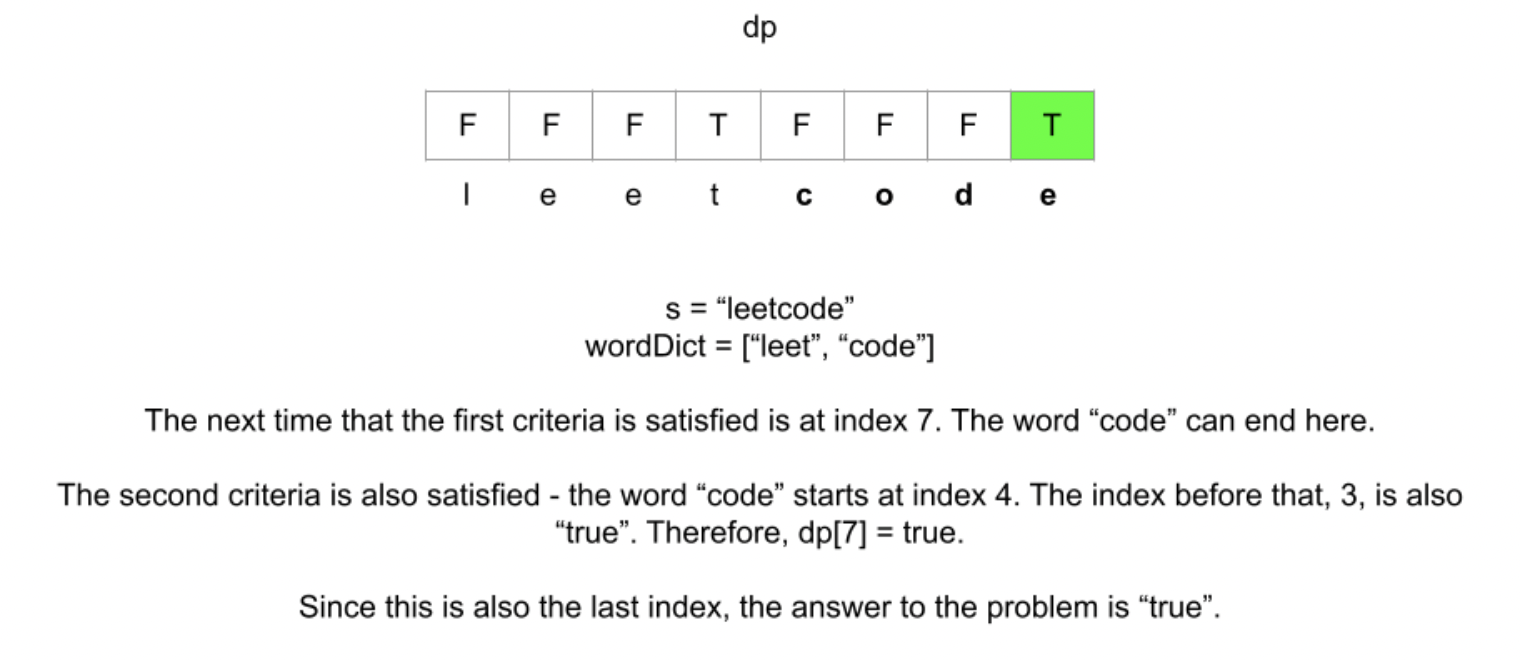 dp
F F F T F F F T
l e e t c o d e
s = “leetcode”
wordDict = [“leet”, “code”]
The next time that the first criteria is satisfied is at index 7. The word “code” can end here.
The second criteria is also satisfied - the word “code” starts at index 4. The index before that, 3, is also
“true”. Therefore, dp[7] = true.
Since this is also the last index, the answer to the problem is “true”.